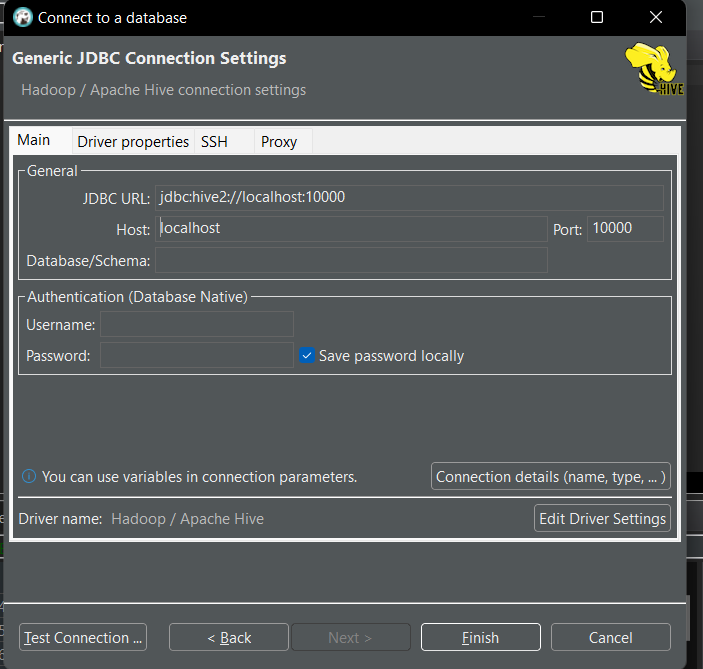 Connect to a database
Generic JDBC Connection Settings
Hadoop / Apache Hive connection settings
HIVE
Main Driver properties SSH Proxy
General
JDBC URL: jdbc:hive2://localhost:10000
Host: localhost Port: 10000
Database/Schema:
Authentication (Database Native)
Username:
Password: Save password locally
You can use variables in connection parameters. Connection details (name, type, ... )
Driver name: Hadoop / Apache Hive Edit Driver Settings
Test Connection ... < Back Next > Finish Cancel